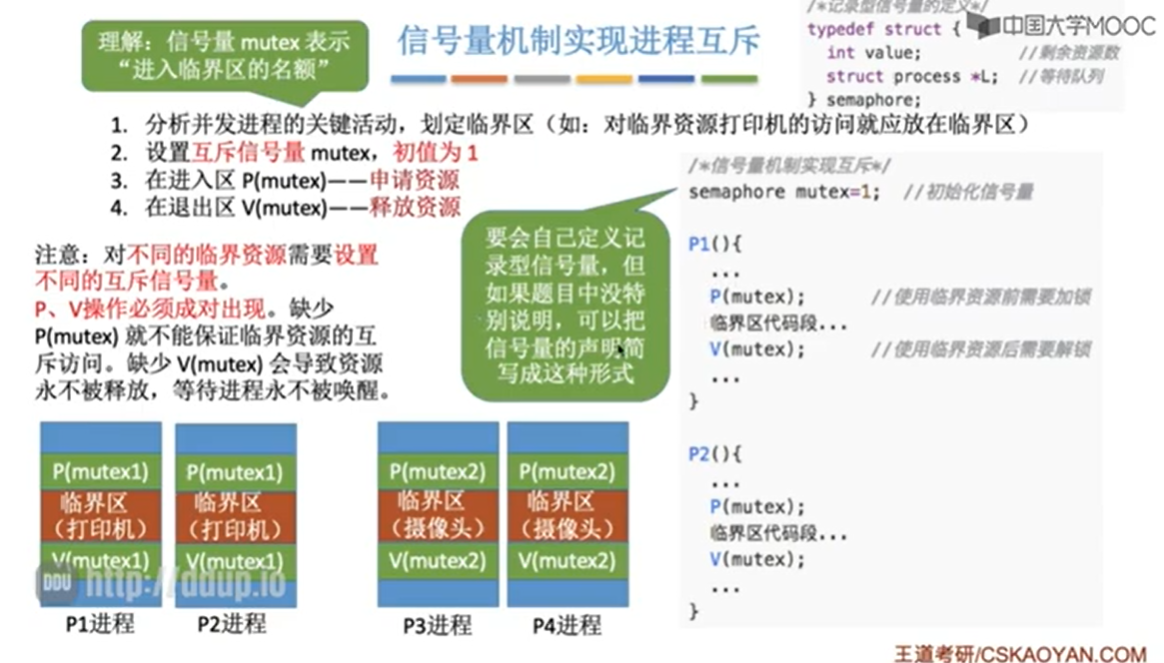 理解：信号量 mutex 表示
“进入临界区的名额”
信号量机制实现进程互斥
/*记录型信号量的定义*/
typedef struct {
int value; //剩余资源数
struct process *L; //等待队列
} semaphore;
中国大学MOOC
1. 分析并发进程的关键活动，划定临界区（如：对临界资源打印机的访问就应放在临界区）
2. 设置互斥信号量 mutex，初值为 1
3. 在进入区 P(mutex)——申请资源
4. 在退出区 V(mutex)——释放资源
注意：对不同的临界资源需要设置
不同的互斥信号量。
P、V操作必须成对出现。缺少
P(mutex) 就不能保证临界资源的互
斥访问。缺少 V(mutex) 会导致资源
永不被释放，等待进程永不被唤醒。
要会自己定义记
录型信号量，但
如果题目中没特
别说明，可以把
信号量的声明简
写成这种形式
/*信号量机制实现互斥*/
semaphore mutex=1; //初始化信号量
P1(){
...
P(mutex); //使用临界资源前需要加锁
临界区代码段...
V(mutex); //使用临界资源后需要解锁
...
}
P2(){
...
P(mutex);
临界区代码段...
V(mutex);
...
}
P(mutex1)
临界区
（打印机）
V(mutex1)
P1进程
P(mutex1)
临界区
（打印机）
V(mutex1)
P2进程
P(mutex2)
临界区
（摄像头）
V(mutex2)
P3进程
P(mutex2)
临界区
（摄像头）
V(mutex2)
P4进程
DDU http://ddup.io
王道考研/CSKAOYAN.COM